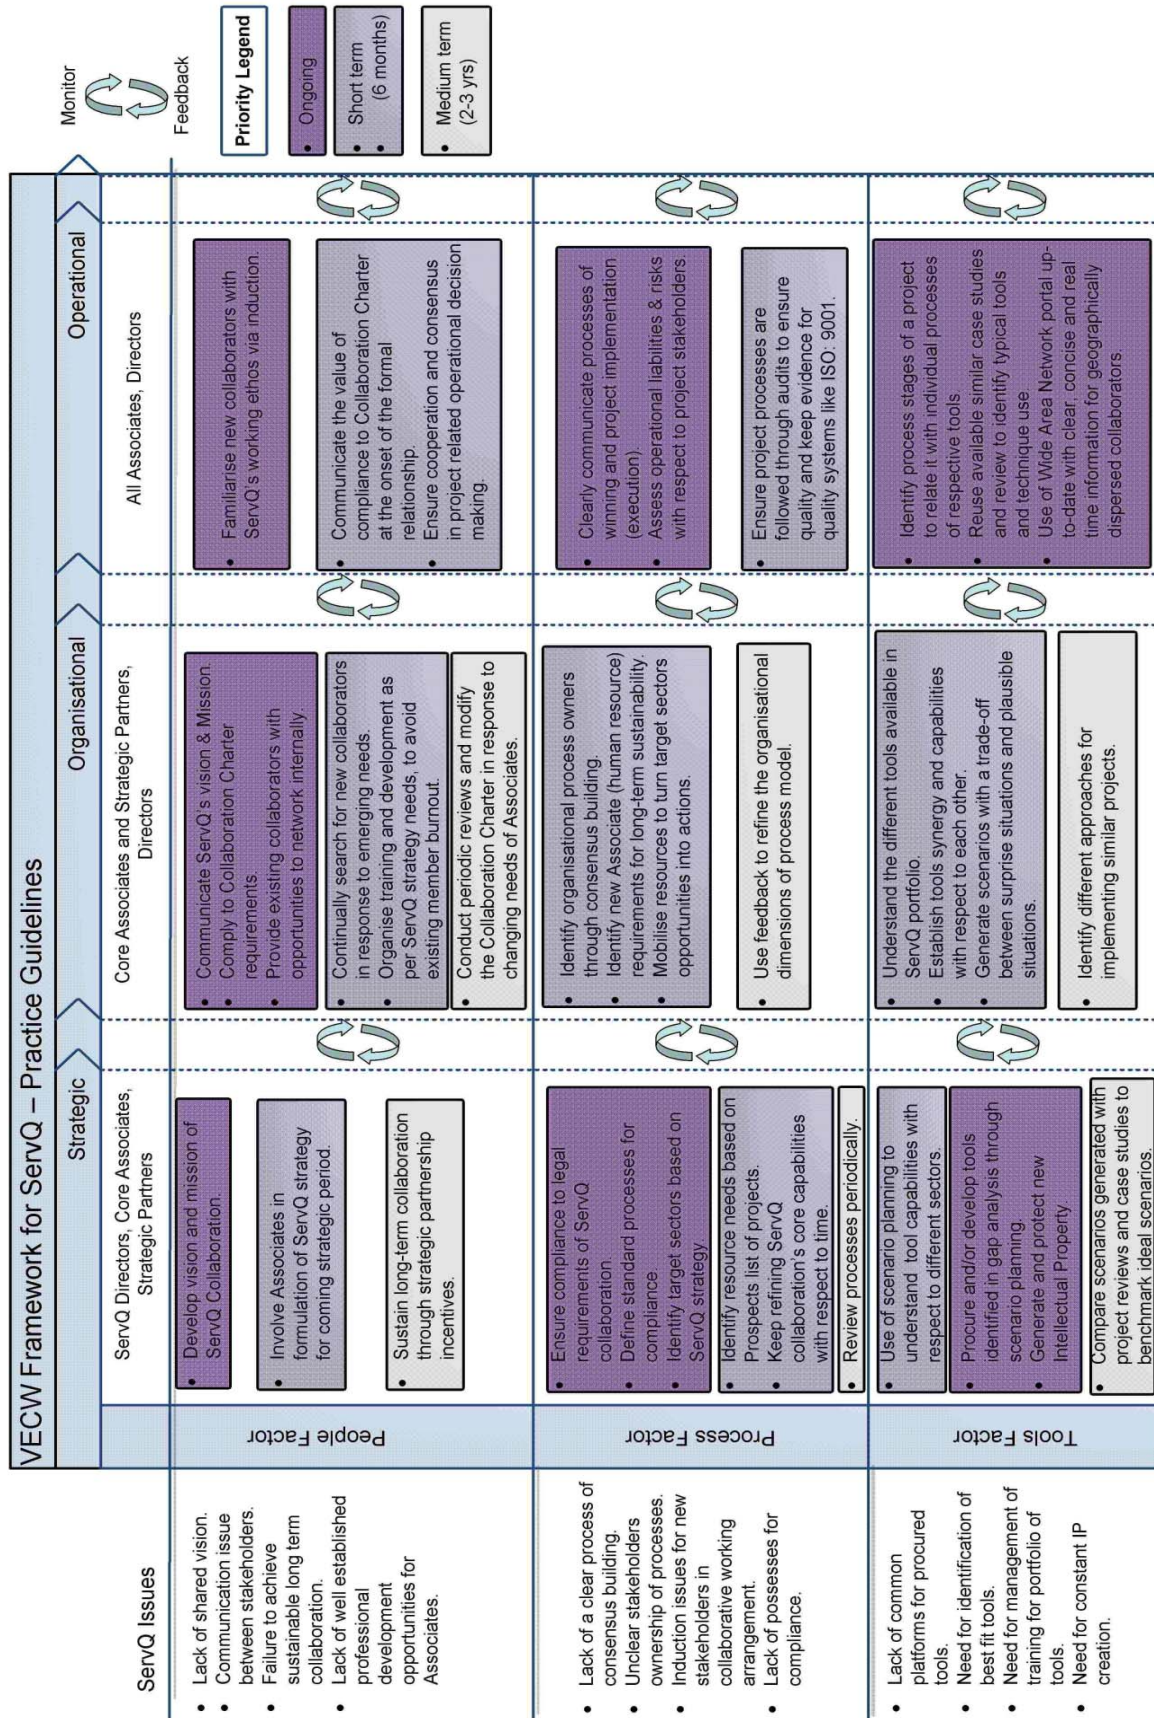 VECW Framework for ServQ – Practice Guidelines
Strategic
Organisational
Operational
Monitor
Feedback
ServQ Issues
ServQ Directors, Core Associates,
Strategic Partners
Core Associates and Strategic Partners,
Directors
All Associates, Directors
Priority Legend
• Ongoing
• Short term
• (6 months)
• Medium term
(2-3 yrs)
• Lack of shared vision.
• Communication issue
between stakeholders.
• Failure to achieve
sustainable long term
collaboration.
• Lack of well established
professional
development
opportunities for
Associates.
People Factor
• Develop vision and mission of
ServQ Collaboration.
• Involve Associates in
formulation of ServQ strategy
for coming strategic period.
• Sustain long-term collaboration
through strategic partnership
incentives.
• Communicate ServQ's vision & Mission.
• Comply to Collaboration Charter
requirements.
• Provide existing collaborators with
opportunities to network internally.
• Continually search for new collaborators
in response to emerging needs.
• Organise training and development as
per ServQ strategy needs, to avoid
existing member burnout.
• Conduct periodic reviews and modify
the Collaboration Charter in response to
changing needs of Associates.
• Familiarise new collaborators with
ServQ's working ethos via induction.
• Communicate the value of
compliance to Collaboration Charter
at the onset of the formal
relationship.
• Ensure cooperation and consensus
in project related operational decision
making.
• Lack of a clear process of
consensus building.
• Unclear stakeholders
ownership of processes.
• Induction issues for new
stakeholders in
collaborative working
arrangement.
• Lack of possesses for
compliance.
Process Factor
• Ensure compliance to legal
requirements of ServQ
collaboration.
• Define standard processes for
compliance.
• Identify target sectors based on
ServQ strategy.
• Identify resource needs based on
Prospects list of projects.
• Keep refining ServQ
collaboration's core capabilities
with respect to time.
• Review processes periodically.
• Identify organisational process owners
through consensus building.
• Identify new Associate (human resource)
requirements for long-term sustainability.
• Mobilise resources to turn target sectors
opportunities into actions.
• Use feedback to refine the organisational
dimensions of process model.
• Clearly communicate processes of
winning and project implementation
(execution).
• Assess operational liabilities & risks
with respect to project stakeholders.
• Ensure project processes are
followed through audits to ensure
quality and keep evidence for
quality systems like ISO: 9001.
• Lack of common
platforms for procured
tools.
• Need for identification of
best fit tools.
• Need for management of
training for portfolio of
tools.
• Need for constant IP
creation.
Tools Factor
• Use of scenario planning to
understand tool capabilities with
respect to different sectors.
• Procure and/or develop tools
identified in gap analysis through
scenario planning.
• Generate and protect new
Intellectual Property.
• Compare scenarios generated with
project reviews and case studies to
benchmark ideal scenarios.
• Understand the different tools available in
ServQ portfolio.
• Establish tools synergy and capabilities
with respect to each other.
• Generate scenarios with a trade-off
between surprise situations and plausible
situations.
• Identify different approaches for
implementing similar projects.
• Identify process stages of a project
to relate it with individual processes
of respective tools.
• Reuse available similar case studies
and review to identify typical tools
and technique use
• Use of Wide Area Network portal up-
to-date with clear, concise and real
time information for geographically
dispersed collaborators.